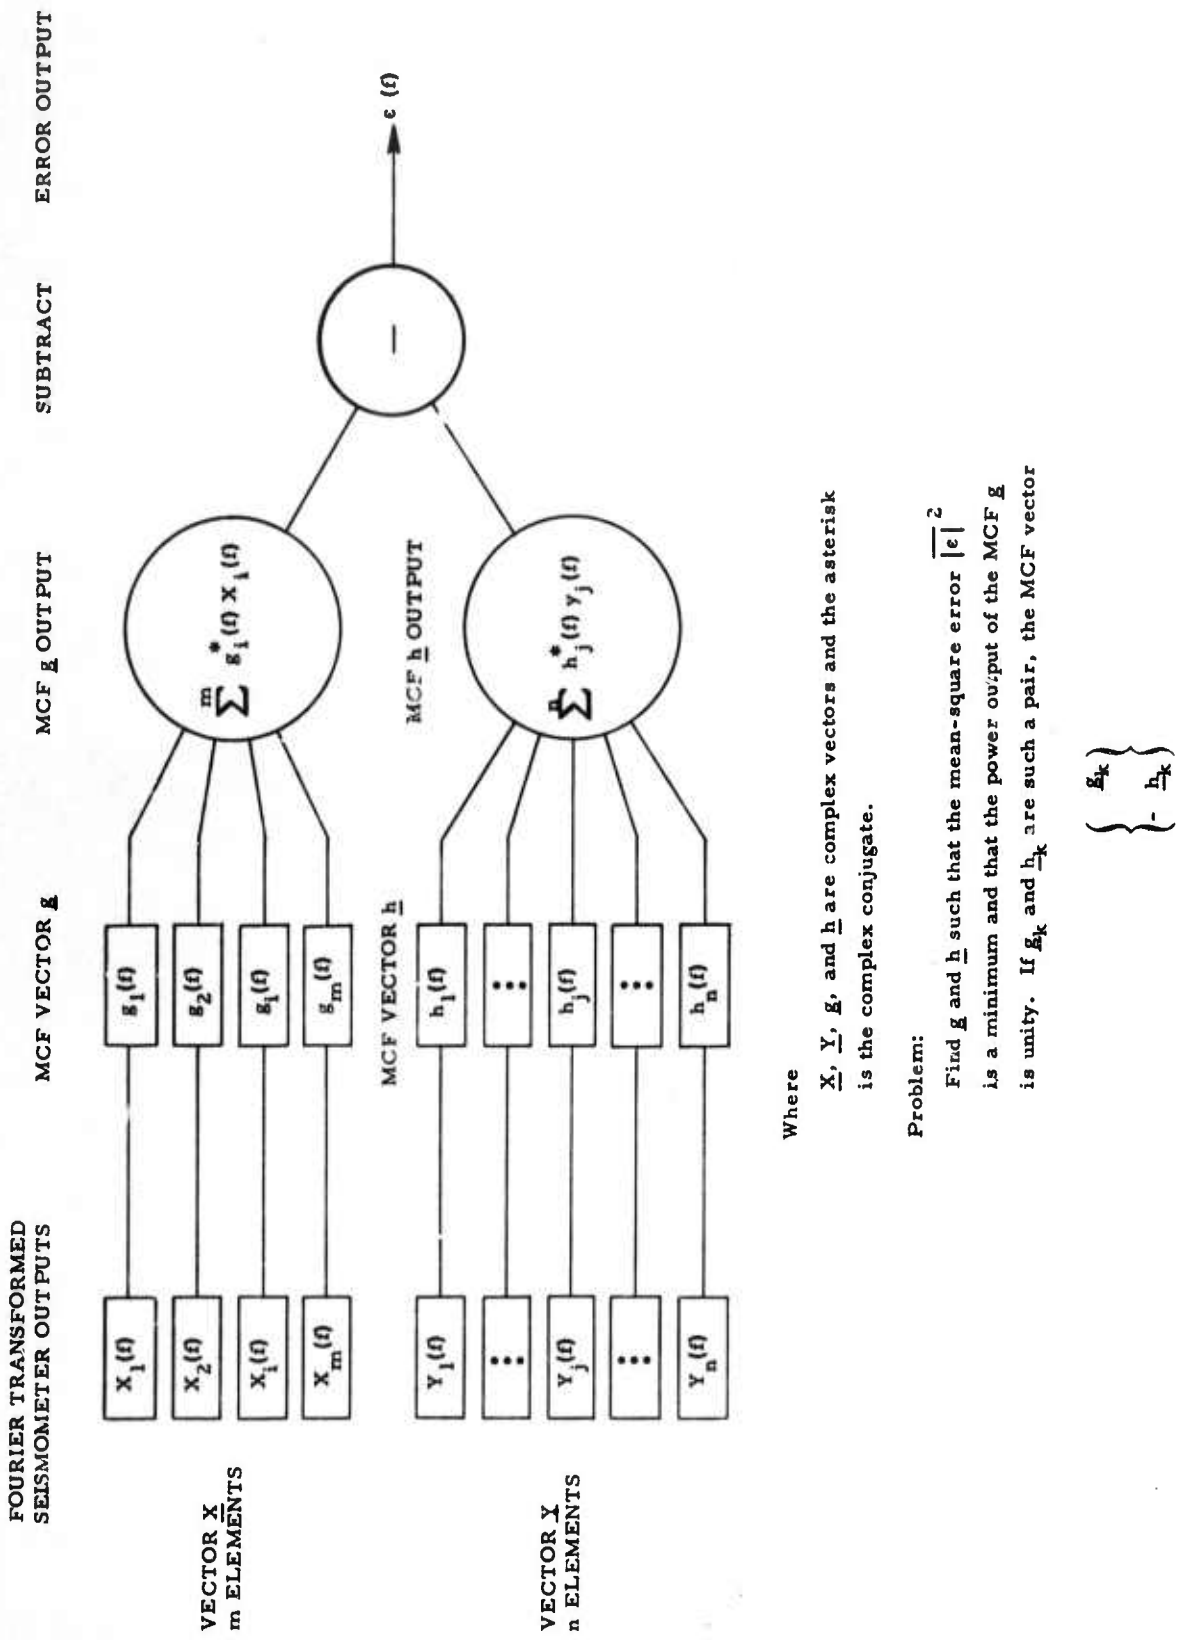 FOURIER TRANSFORMED
SEISMOMETER OUTPUTS
MCF VECTOR g
MCF g OUTPUT
SUBTRACT
ERROR OUTPUT
VECTOR X
m ELEMENTS
X₁(f)
X₂(f)
Xᵢ(f)
Xₘ(f)
g₁(f)
g₂(f)
gᵢ(f)
gₘ(f)
m
∑ gᵢ*(f) Xᵢ(f)
—
ϵ (f)
MCF VECTOR h
MCF h OUTPUT
VECTOR Y
n ELEMENTS
Y₁(f)
⋮
Yⱼ(f)
⋮
Yₙ(f)
h₁(f)
⋮
hⱼ(f)
⋮
hₙ(f)
n
∑ hⱼ*(f) yⱼ(f)
Where
X, Y, g, and h are complex vectors and the asterisk
is the complex conjugate.
Problem:
Find g and h such that the mean-square error |ϵ|²
is a minimum and that the power output of the MCF g
is unity. If gₖ and hₖ are such a pair, the MCF vector
{ gₖ }
{ - hₖ }